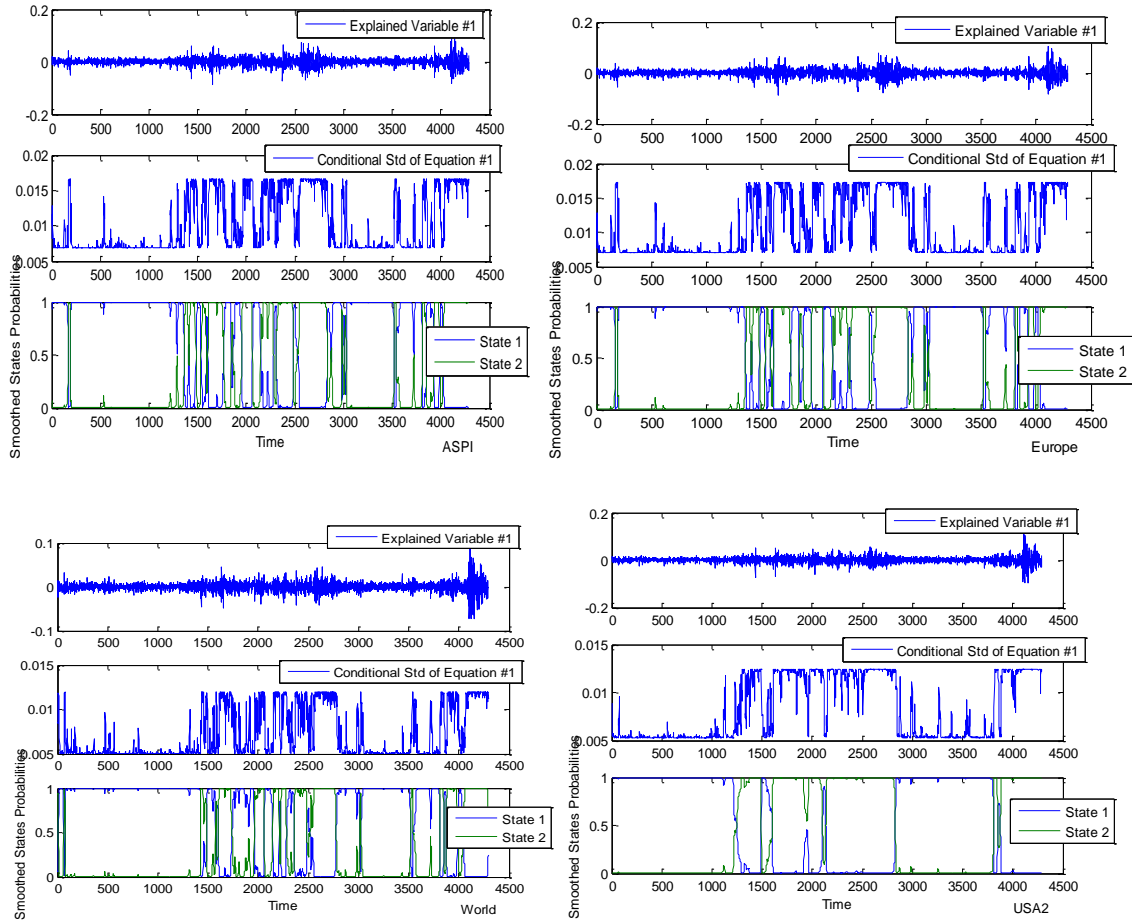 Explained Variable #1
0.2
0
-0.2
0 500 1000 1500 2000 2500 3000 3500 4000 4500
Conditional Std of Equation #1
0.02
0.015
0.01
0.005
0 500 1000 1500 2000 2500 3000 3500 4000 4500
Smoothed States Probabilities
1
0.5
0
State 1
State 2
0 500 1000 1500 2000 2500 3000 3500 4000 4500
Time
ASPI
Explained Variable #1
0.2
0
-0.2
0 500 1000 1500 2000 2500 3000 3500 4000 4500
Conditional Std of Equation #1
0.02
0.015
0.01
0.005
0 500 1000 1500 2000 2500 3000 3500 4000 4500
Smoothed States Probabilities
1
0.5
0
State 1
State 2
0 500 1000 1500 2000 2500 3000 3500 4000 4500
Time
Europe
Explained Variable #1
0.1
0
-0.1
0 500 1000 1500 2000 2500 3000 3500 4000 4500
Conditional Std of Equation #1
0.015
0.01
0.005
0 500 1000 1500 2000 2500 3000 3500 4000 4500
Smoothed States Probabilities
1
0.5
0
State 1
State 2
0 500 1000 1500 2000 2500 3000 3500 4000 4500
Time
World
Explained Variable #1
0.2
0
-0.2
0 500 1000 1500 2000 2500 3000 3500 4000 4500
Conditional Std of Equation #1
0.015
0.01
0.005
0 500 1000 1500 2000 2500 3000 3500 4000 4500
Smoothed States Probabilities
1
0.5
0
State 1
State 2
0 500 1000 1500 2000 2500 3000 3500 4000 4500
Time
USA2